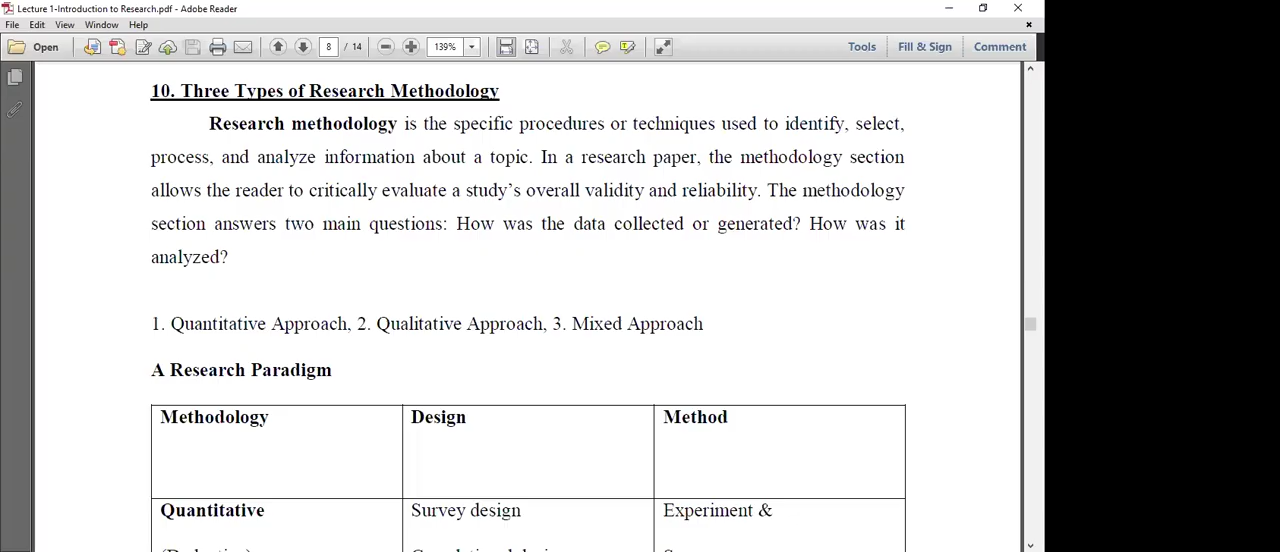 Lecture 1-Introduction to Research.pdf - Adobe Reader
File Edit View Window Help
Open 8 / 14 139% Tools Fill & Sign Comment
10. Three Types of Research Methodology
Research methodology is the specific procedures or techniques used to identify, select,
process, and analyze information about a topic. In a research paper, the methodology section
allows the reader to critically evaluate a study’s overall validity and reliability. The methodology
section answers two main questions: How was the data collected or generated? How was it
analyzed?
1. Quantitative Approach, 2. Qualitative Approach, 3. Mixed Approach
A Research Paradigm
Methodology Design Method
Quantitative Survey design Experiment &